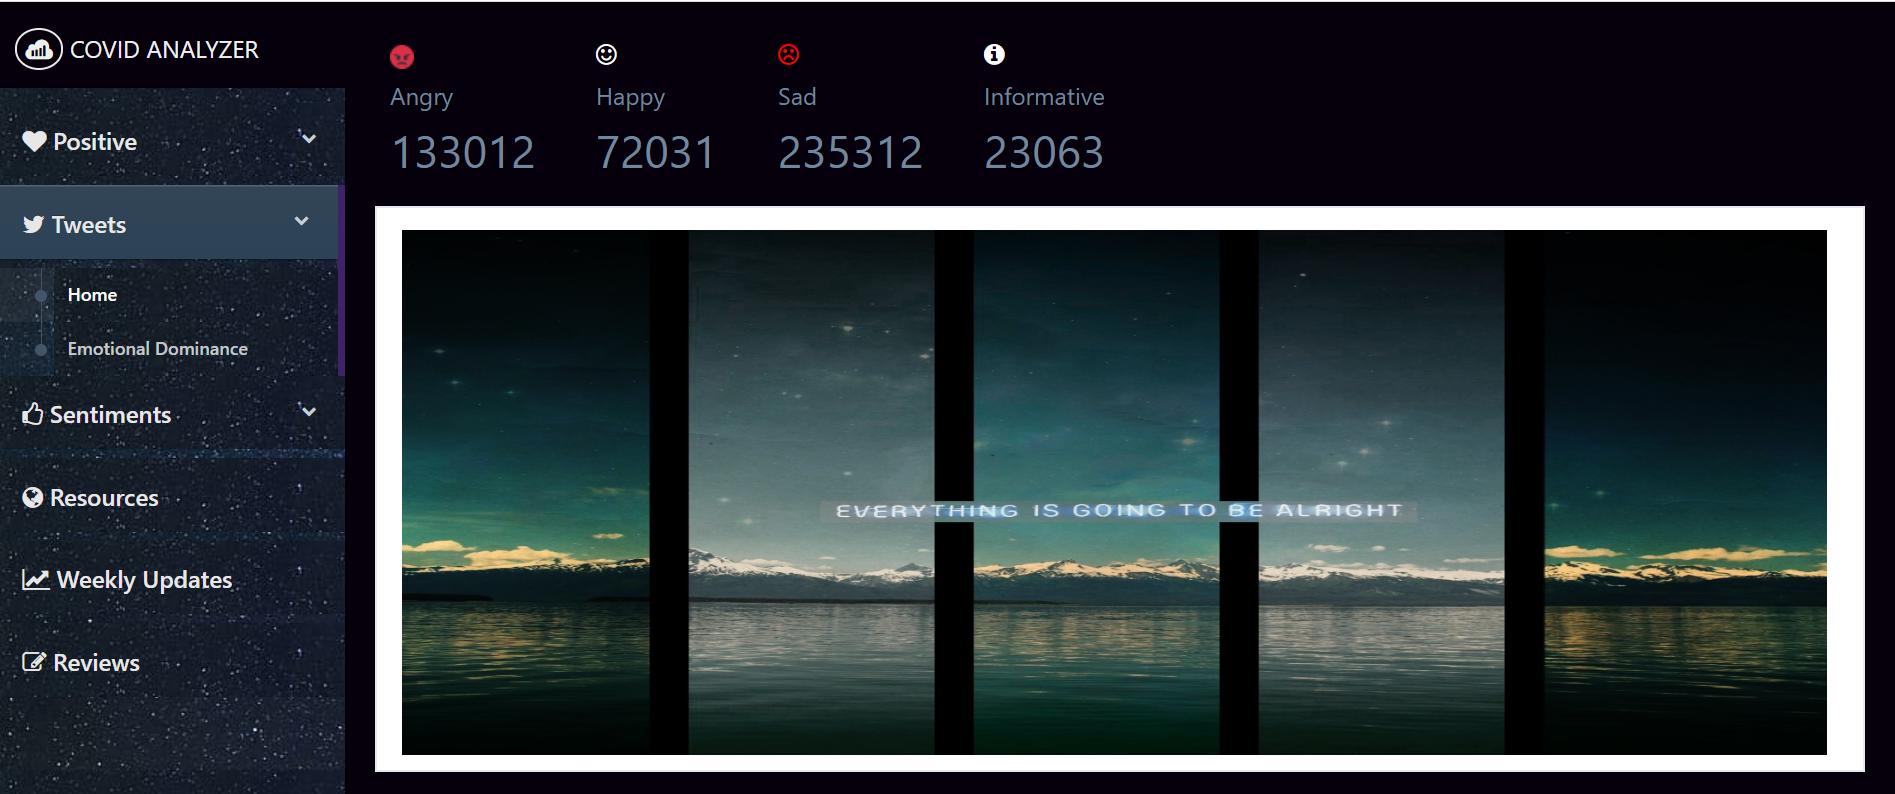 COVID ANALYZER
Positive
Tweets
Home
Emotional Dominance
Sentiments
Resources
Weekly Updates
Reviews
Angry
133012
Happy
72031
Sad
235312
Informative
23063
EVERYTHING IS GOING TO BE ALRIGHT